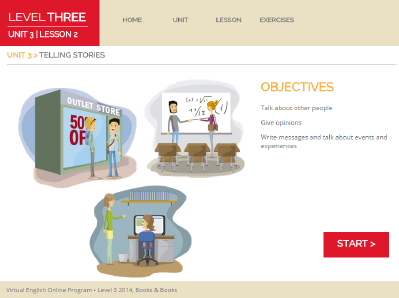 LEVEL THREE
UNIT 3 | LESSON 2
HOME UNIT LESSON EXERCISES
UNIT 3 > TELLING STORIES
OUTLET STORE
50%
OFF
OBJECTIVES
Talk about other people
Give opinions
Write messages and talk about events and
experiences
START >
Virtual English Online Program • Level 3 2014, Books & Books